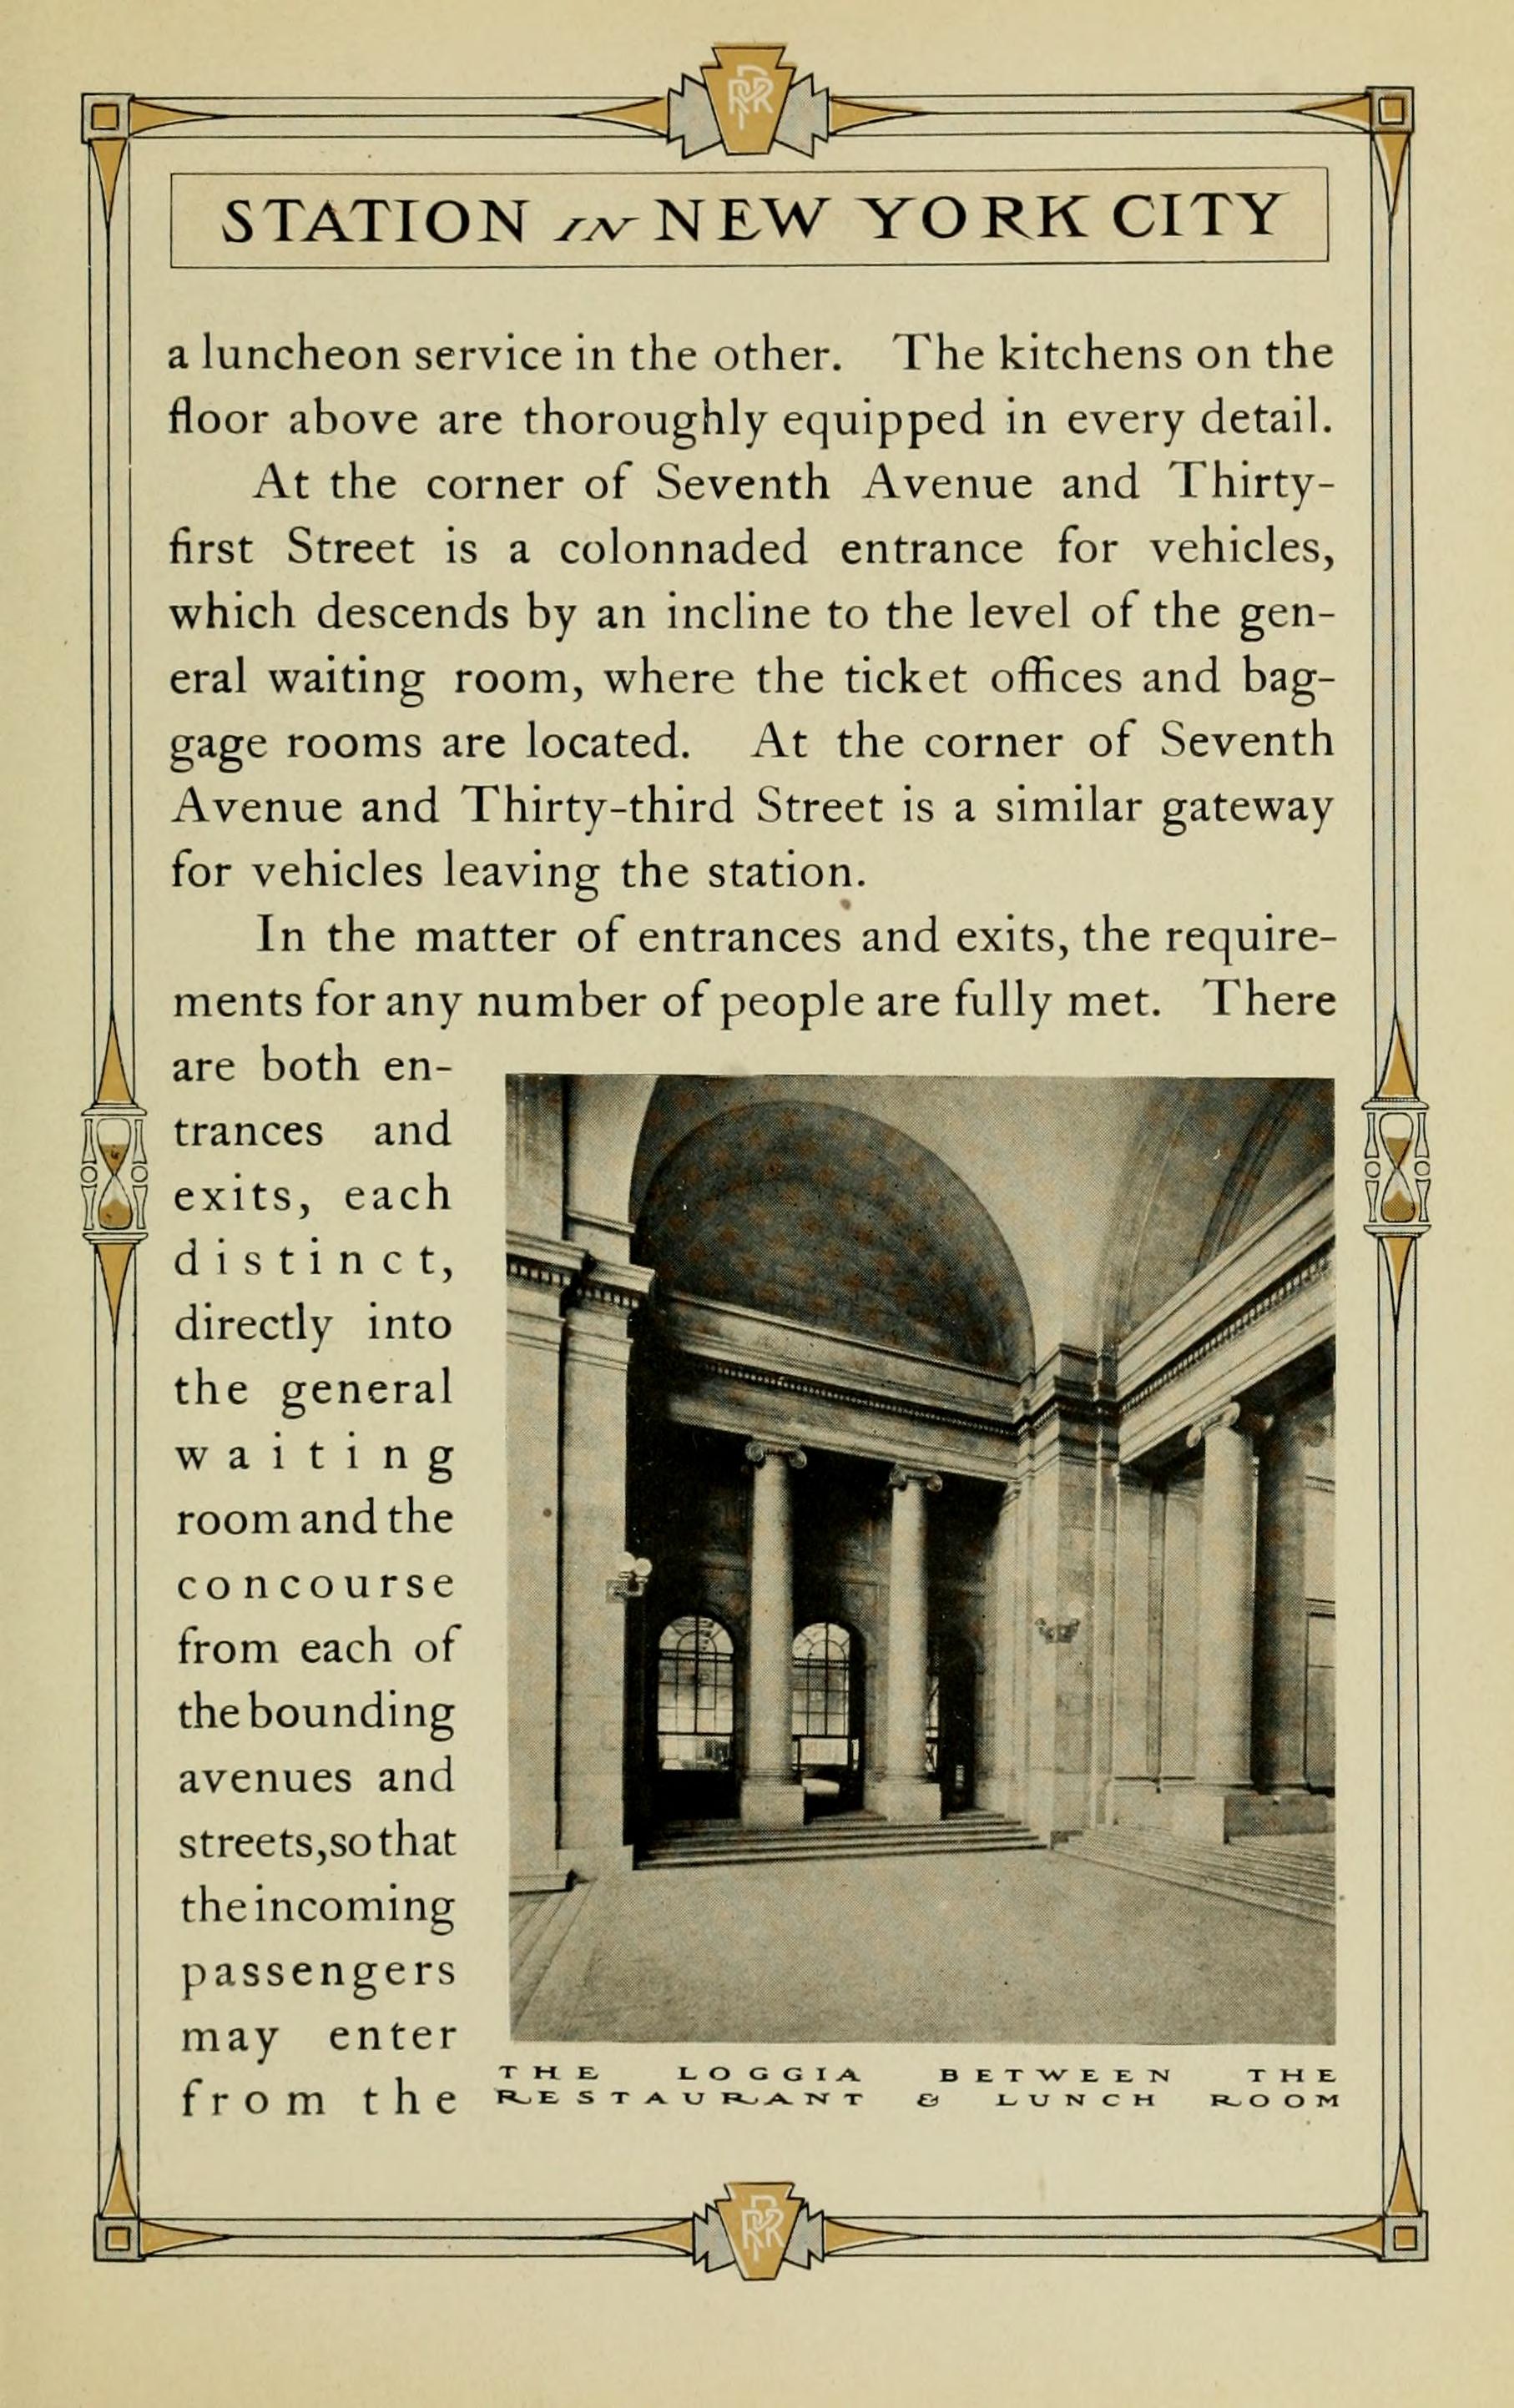 PRR
STATION IN NEW YORK CITY
a luncheon service in the other. The kitchens on the
floor above are thoroughly equipped in every detail.
At the corner of Seventh Avenue and Thirty-
first Street is a colonnaded entrance for vehicles,
which descends by an incline to the level of the gen-
eral waiting room, where the ticket offices and bag-
gage rooms are located. At the corner of Seventh
Avenue and Thirty-third Street is a similar gateway
for vehicles leaving the station.
In the matter of entrances and exits, the require-
ments for any number of people are fully met. There
are both en-
trances and
exits, each
distinct,
directly into
the general
waiting
room and the
concourse
from each of
the bounding
avenues and
streets, so that
the incoming
passengers
may enter
from the
THE LOGGIA BETWEEN THE
RESTAURANT & LUNCH ROOM
PRR